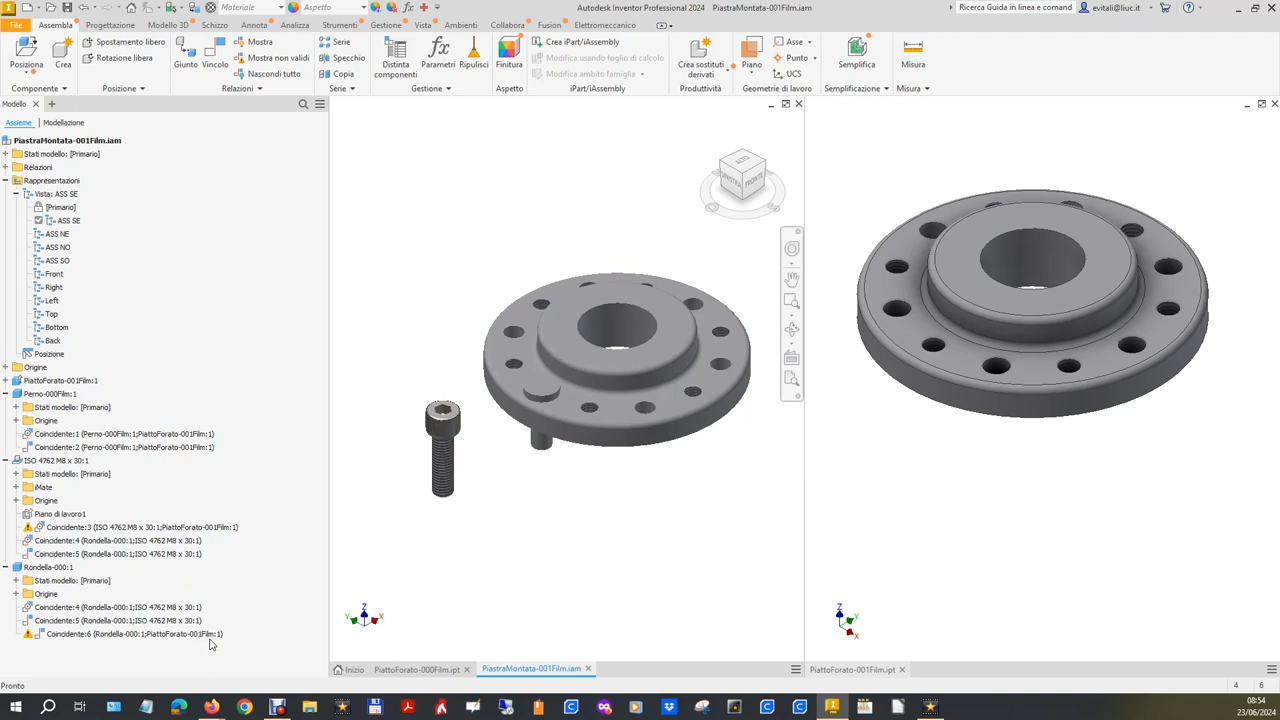 Materiale
Aspetto
Autodesk Inventor Professional 2024 PiastraMontata-001Film.iam
Ricerca Guida in linea e comand
evitali@liuc.it
File
Assembla
Progettazione
Modello 3D
Schizzo
Annota
Analizza
Strumenti
Gestione
Vista
Ambienti
Collabora
Fusion
Elettromeccanico
Posiziona
Crea
Componente
Spostamento libero
Rotazione libera
Posizione
Giunto
Vincolo
Mostra
Mostra non validi
Nascondi tutto
Relazioni
Serie
Specchio
Copia
Serie
Distinta
componenti
Parametri
Ripulisci
Gestione
Finitura
Aspetto
Crea iPart/iAssembly
Modifica usando foglio di calcolo
Modifica ambito famiglia
iPart/iAssembly
Crea sostituti
derivati
Produttività
Piano
Asse
Punto
UCS
Geometrie di lavoro
Semplifica
Semplificazione
Misura
Misura
Modello
Assieme
Modellazione
PiastraMontata-001Film.iam
Stati modello: [Primario]
Relazioni
Rappresentazioni
Vista: ASS SE
[Primario]
ASS SE
ASS NE
ASS NO
ASS SO
Front
Right
Left
Top
Bottom
Back
Posizione
Origine
PiattoForato-001Film:1
Perno-000Film:1
Stati modello: [Primario]
Origine
Coincidente:1 (Perno-000Film:1;PiattoForato-001Film:1)
Coincidente:2 (Perno-000Film:1;PiattoForato-001Film:1)
ISO 4762 M8 x 30:1
Stati modello: [Primario]
iMate
Origine
Piano di lavoro1
Coincidente:3 (ISO 4762 M8 x 30:1;PiattoForato-001Film:1)
Coincidente:4 (Rondella-000:1;ISO 4762 M8 x 30:1)
Coincidente:5 (Rondella-000:1;ISO 4762 M8 x 30:1)
Rondella-000:1
Stati modello: [Primario]
Origine
Coincidente:4 (Rondella-000:1;ISO 4762 M8 x 30:1)
Coincidente:5 (Rondella-000:1;ISO 4762 M8 x 30:1)
Coincidente:6 (Rondella-000:1;PiattoForato-001Film:1)
ALTO
SINISTRA
FRONTE
Z
Y
X
Z
Y
X
Inizio
PiattoForato-000Film.ipt
PiastraMontata-001Film.iam
PiattoForato-001Film.ipt
Pronto
4
6
08:54
23/06/2024